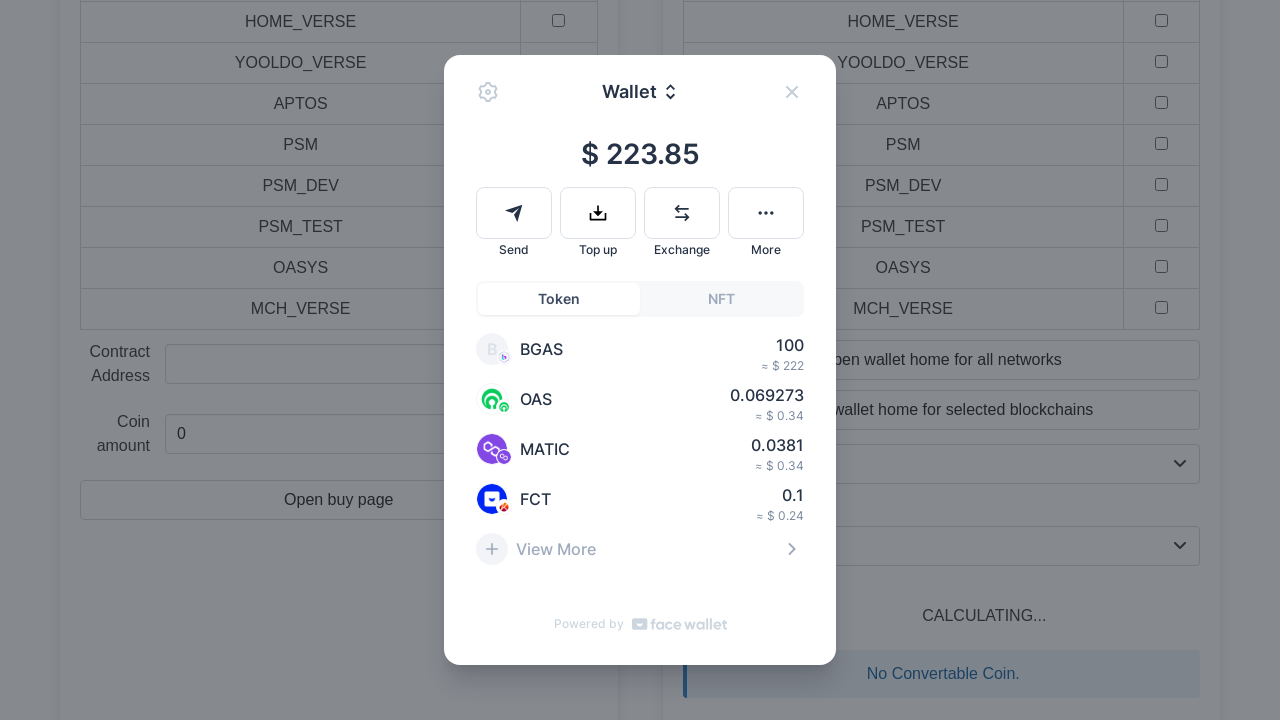 HOME_VERSE
HOME_VERSE
YOOLDO_VERSE
YOOLDO_VERSE
APTOS
APTOS
PSM
PSM
PSM_DEV
PSM_DEV
PSM_TEST
PSM_TEST
OASYS
OASYS
MCH_VERSE
MCH_VERSE
Contract
Address
Coin
amount
0
Open buy page
wallet home for all networks
wallet home for selected blockchains
CALCULATING...
No Convertable Coin.
Wallet
$ 223.85
Send
Top up
Exchange
More
Token
NFT
B
BGAS
100
≈ $ 222
OAS
0.069273
≈ $ 0.34
MATIC
0.0381
≈ $ 0.34
FCT
0.1
≈ $ 0.24
View More
Powered by face wallet